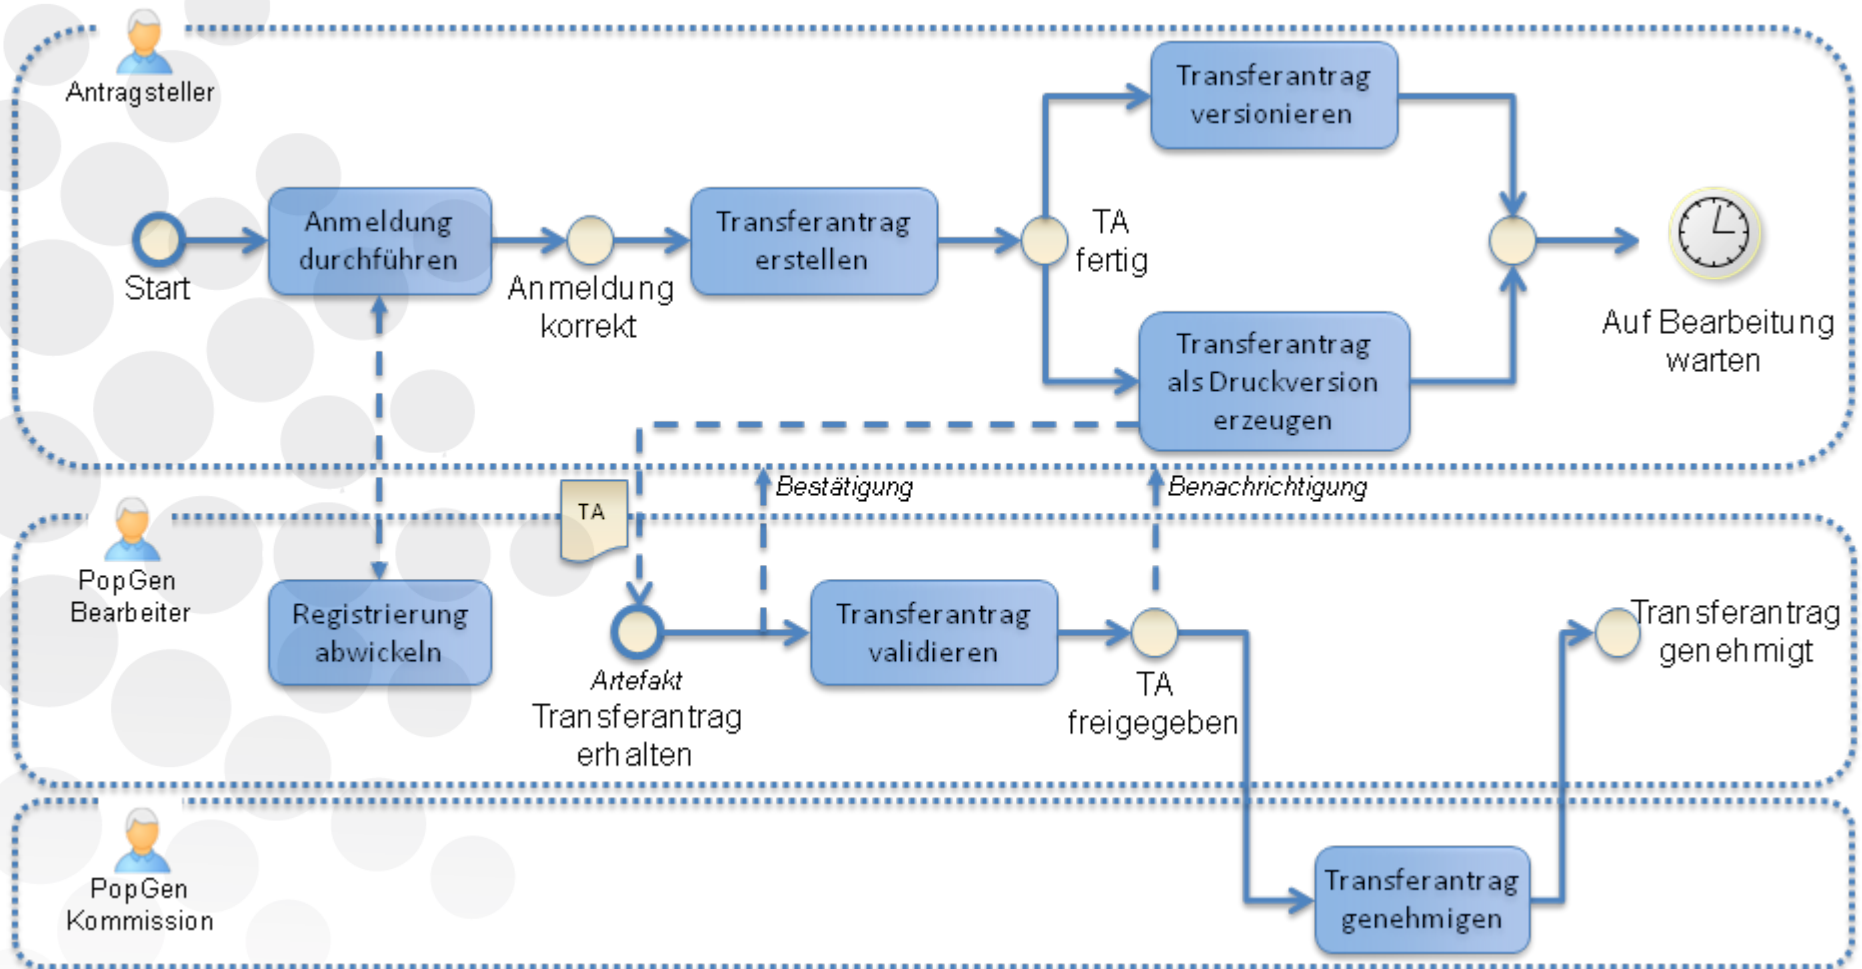 Antragsteller
Start
Anmeldung
durchführen
Anmeldung
korrekt
Transferantrag
erstellen
TA
fertig
Transferantrag
versionieren
Transferantrag
als Druckversion
erzeugen
Auf Bearbeitung
warten
Bestätigung
Benachrichtigung
TA
PopGen
Bearbeiter
Registrierung
abwickeln
Artefakt
Transferantrag
erhalten
Transferantrag
validieren
TA
freigegeben
Transferantrag
genehmigt
PopGen
Kommission
Transferantrag
genehmigen